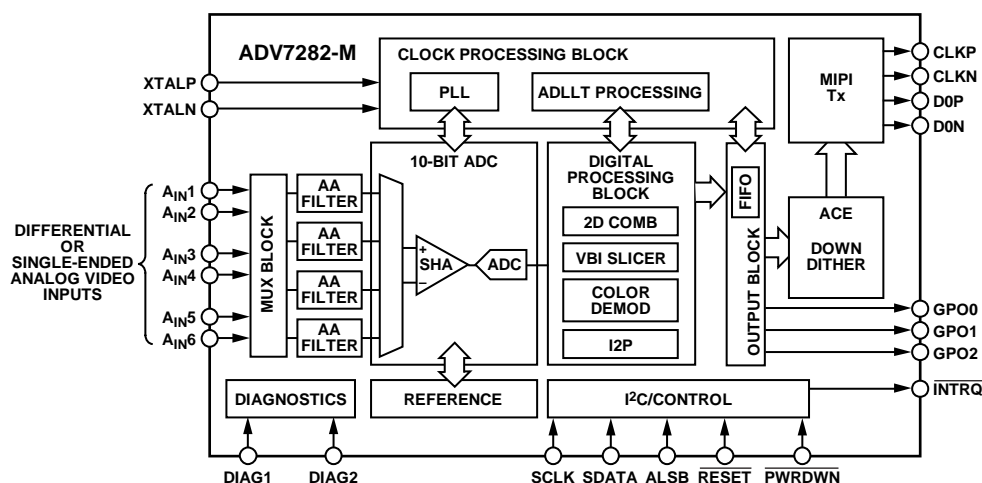 ADV7282-M
CLOCK PROCESSING BLOCK
PLL
ADLLT PROCESSING
MIPI
Tx
CLKP
CLKN
D0P
D0N
XTALP
XTALN
10-BIT ADC
DIGITAL
PROCESSING
BLOCK
2D COMB
VBI SLICER
COLOR
DEMOD
I2P
FIFO
OUTPUT BLOCK
ACE
DOWN
DITHER
DIFFERENTIAL
OR
SINGLE-ENDED
ANALOG VIDEO
INPUTS
AIN1
AIN2
AIN3
AIN4
AIN5
AIN6
MUX BLOCK
AA
FILTER
AA
FILTER
AA
FILTER
AA
FILTER
+
SHA
–
ADC
GPO0
GPO1
GPO2
INTRQ
DIAGNOSTICS
REFERENCE
I2C/CONTROL
DIAG1
DIAG2
SCLK
SDATA
ALSB
RESET
PWRDWN